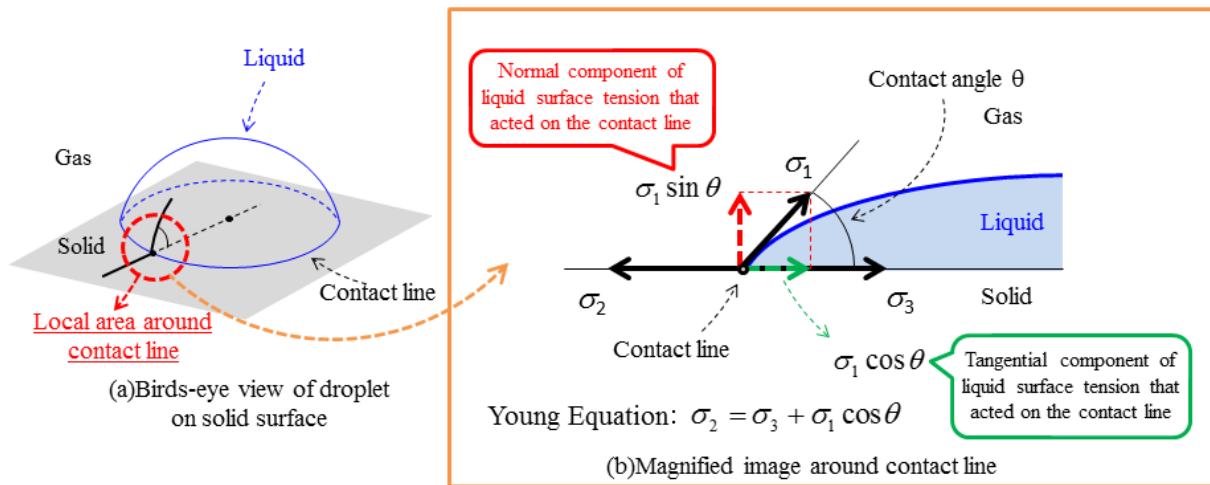 Liquid
Gas
Solid
Contact line
Local area around
contact line
(a)Birds-eye view of droplet
on solid surface
Normal component of
liquid surface tension that
acted on the contact line
Contact angle θ
Gas
σ₁
σ₁ sin θ
Liquid
σ₂
σ₃
Solid
Contact line
σ₁ cos θ
Tangential component of
liquid surface tension that
acted on the contact line
Young Equation: σ₂ = σ₃ + σ₁ cos θ
(b)Magnified image around contact line